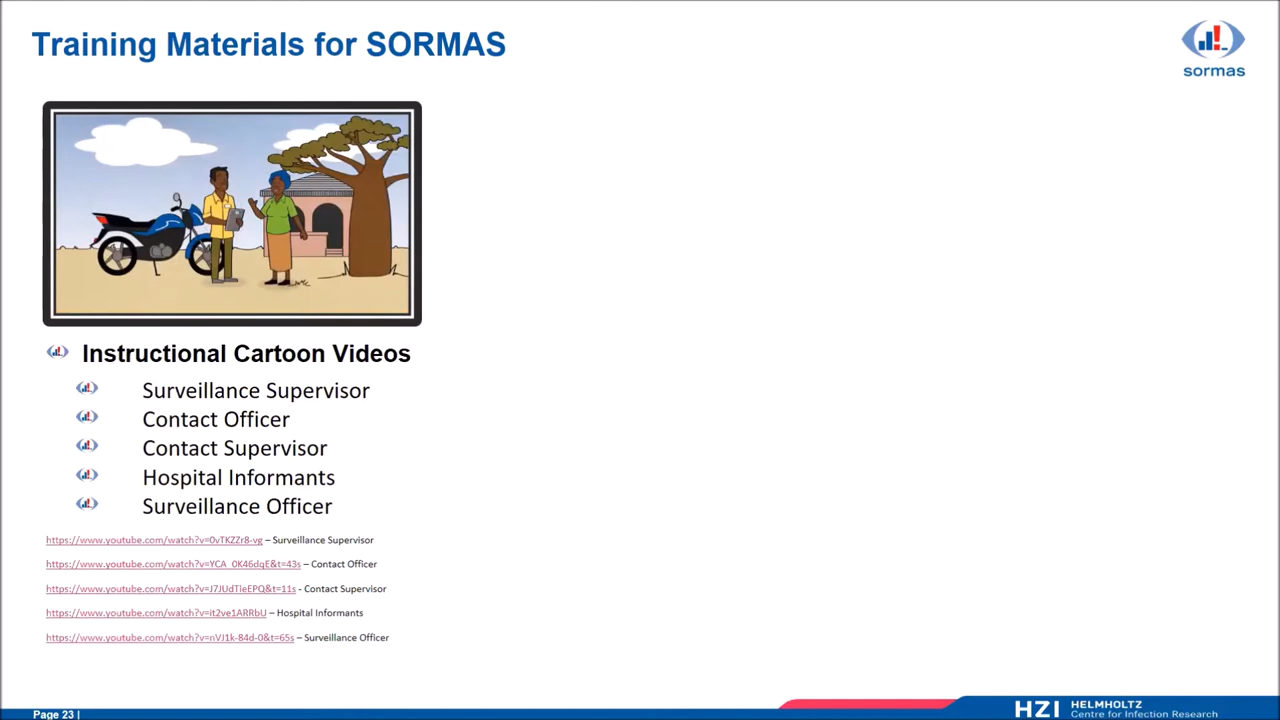 Training Materials for SORMAS
sormas
Instructional Cartoon Videos
Surveillance Supervisor
Contact Officer
Contact Supervisor
Hospital Informants
Surveillance Officer
https://www.youtube.com/watch?v=0vTKZZr8-vg – Surveillance Supervisor
https://www.youtube.com/watch?v=YCA_0K46dqE&t=43s – Contact Officer
https://www.youtube.com/watch?v=J7JUdTieEPQ&t=11s - Contact Supervisor
https://www.youtube.com/watch?v=it2ve1ARRbU – Hospital Informants
https://www.youtube.com/watch?v=nVJ1k-84d-0&t=65s – Surveillance Officer
Page 23 |
HZI HELMHOLTZ
Centre for Infection Research